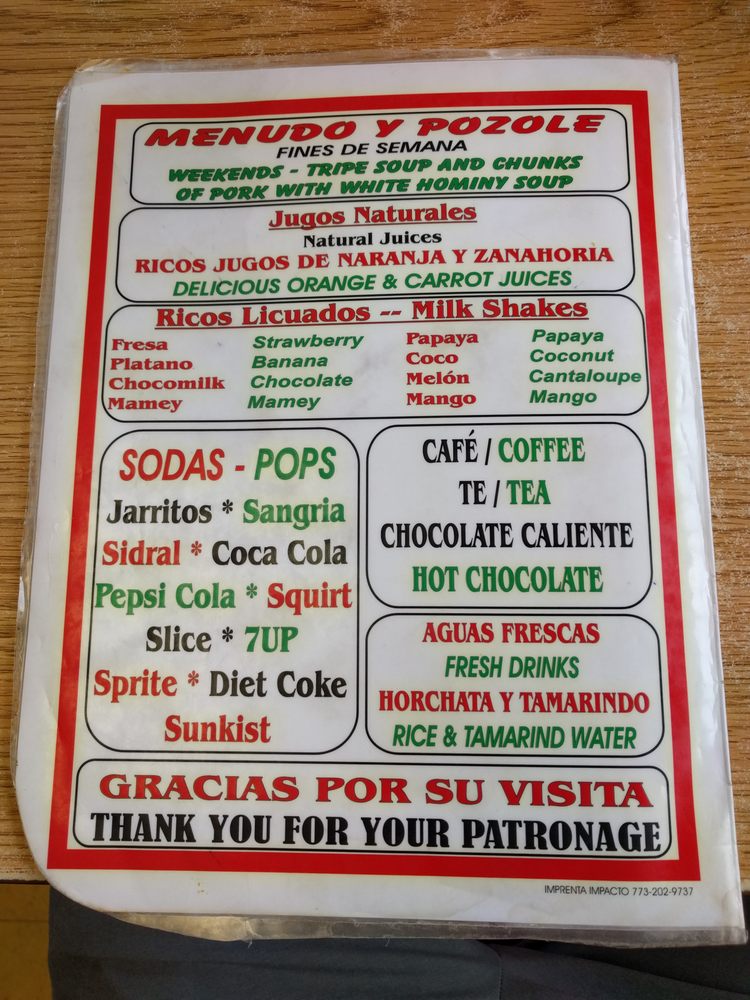 MENUDO Y POZOLE
FINES DE SEMANA
WEEKENDS - TRIPE SOUP AND CHUNKS
OF PORK WITH WHITE HOMINY SOUP
Jugos Naturales
Natural Juices
RICOS JUGOS DE NARANJA Y ZANAHORIA
DELICIOUS ORANGE & CARROT JUICES
Ricos Licuados -- Milk Shakes
Fresa Strawberry Papaya Papaya
Platano Banana Coco Coconut
Chocomilk Chocolate Melón Cantaloupe
Mamey Mamey Mango Mango
SODAS - POPS
Jarritos * Sangria
Sidral * Coca Cola
Pepsi Cola * Squirt
Slice * 7UP
Sprite * Diet Coke
Sunkist
CAFÉ / COFFEE
TE / TEA
CHOCOLATE CALIENTE
HOT CHOCOLATE
AGUAS FRESCAS
FRESH DRINKS
HORCHATA Y TAMARINDO
RICE & TAMARIND WATER
GRACIAS POR SU VISITA
THANK YOU FOR YOUR PATRONAGE
IMPRENTA IMPACTO 773-202-9737